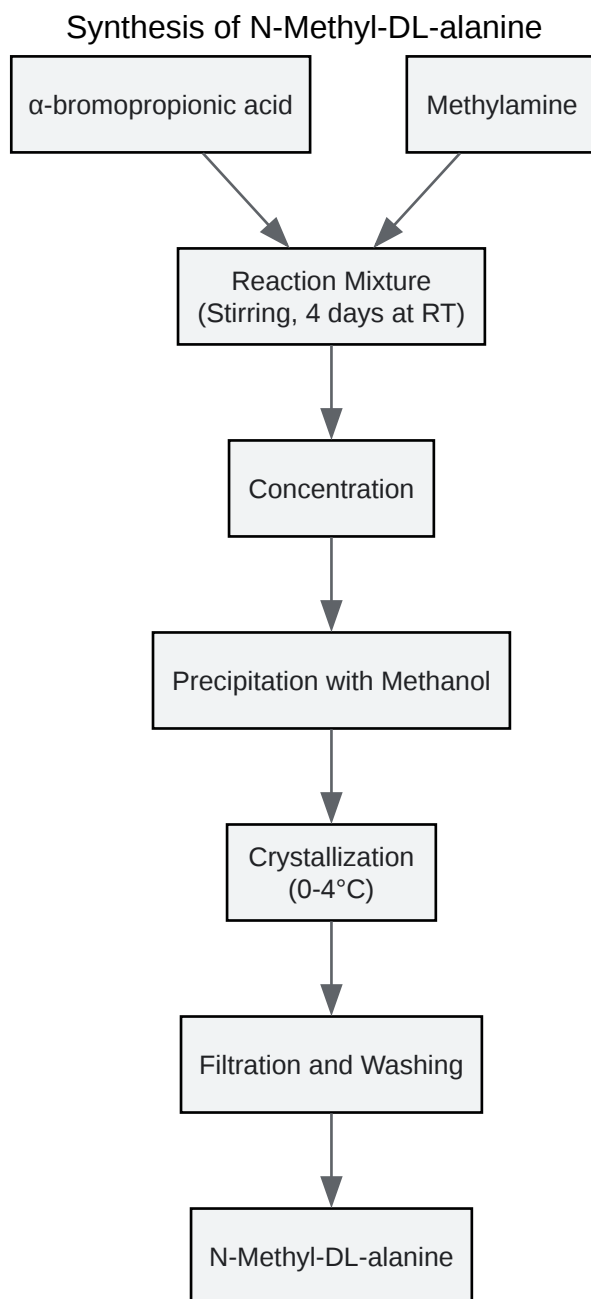 Synthesis of N-Methyl-DL-alanine
α-bromopropionic acid
Methylamine
Reaction Mixture
(Stirring, 4 days at RT)
Concentration
Precipitation with Methanol
Crystallization
(0-4°C)
Filtration and Washing
N-Methyl-DL-alanine